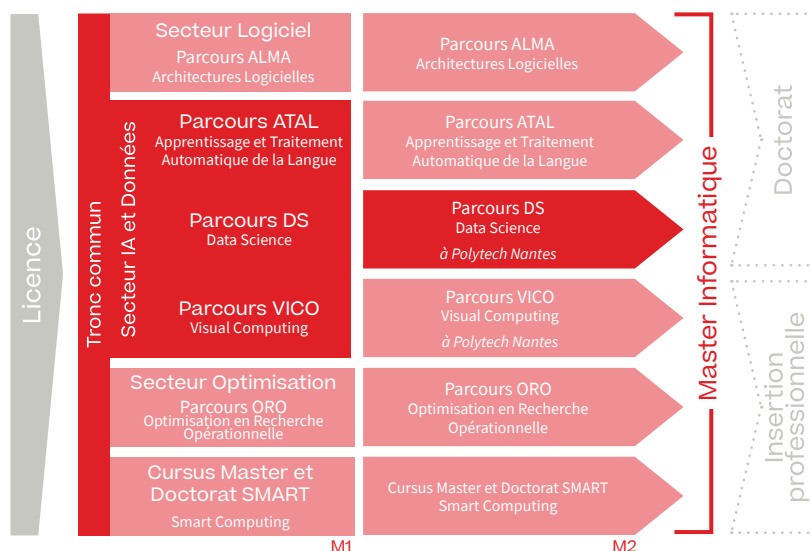 Licence
Tronc commun
Secteur Logiciel
Parcours ALMA
Architectures Logicielles
Parcours ALMA
Architectures Logicielles
Secteur IA et Données
Parcours ATAL
Apprentissage et Traitement
Automatique de la Langue
Parcours ATAL
Apprentissage et Traitement
Automatique de la Langue
Parcours DS
Data Science
Parcours DS
Data Science
à Polytech Nantes
Parcours VICO
Visual Computing
Parcours VICO
Visual Computing
à Polytech Nantes
Secteur Optimisation
Parcours ORO
Optimisation en Recherche
Opérationnelle
Parcours ORO
Optimisation en Recherche
Opérationnelle
Cursus Master et
Doctorat SMART
Smart Computing
Cursus Master et Doctorat SMART
Smart Computing
M1
M2
Master Informatique
Doctorat
Insertion
professionnelle